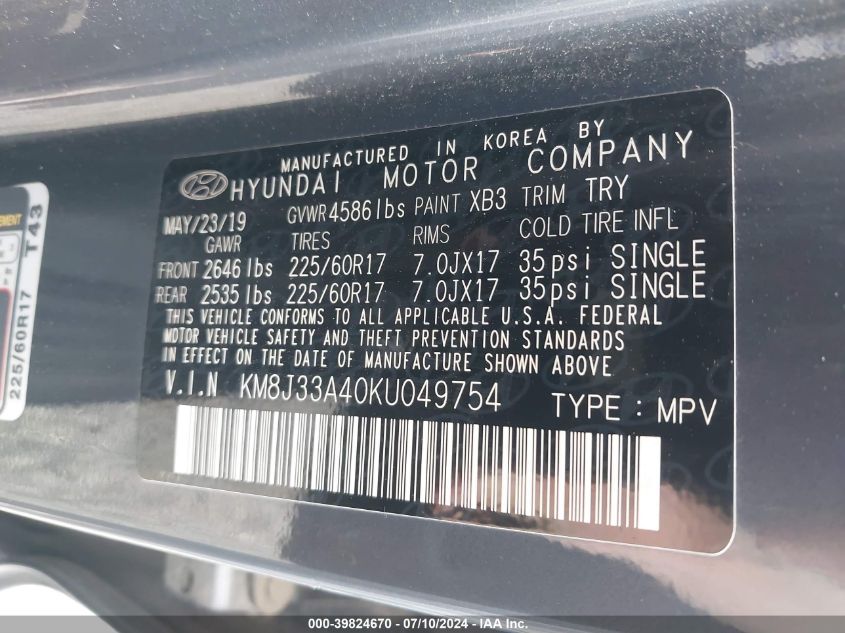 MANUFACTURED IN KOREA BY
HYUNDAI MOTOR COMPANY
MAY/23/19 GVWR 4586 lbs PAINT XB3 TRIM TRY
GAWR TIRES RIMS COLD TIRE INFL
FRONT 2646 lbs 225/60R17 7.0JX17 35psi SINGLE
REAR 2535 lbs 225/60R17 7.0JX17 35psi SINGLE
THIS VEHICLE CONFORMS TO ALL APPLICABLE U.S.A. FEDERAL
MOTOR VEHICLE SAFETY AND THEFT PREVENTION STANDARDS
IN EFFECT ON THE DATE OF MANUFACTURE SHOWN ABOVE
V.I.N KM8J33A40KU049754 TYPE : MPV
225/60R17 T43
000-39824670 / 07/10/2024 - IAA Inc.